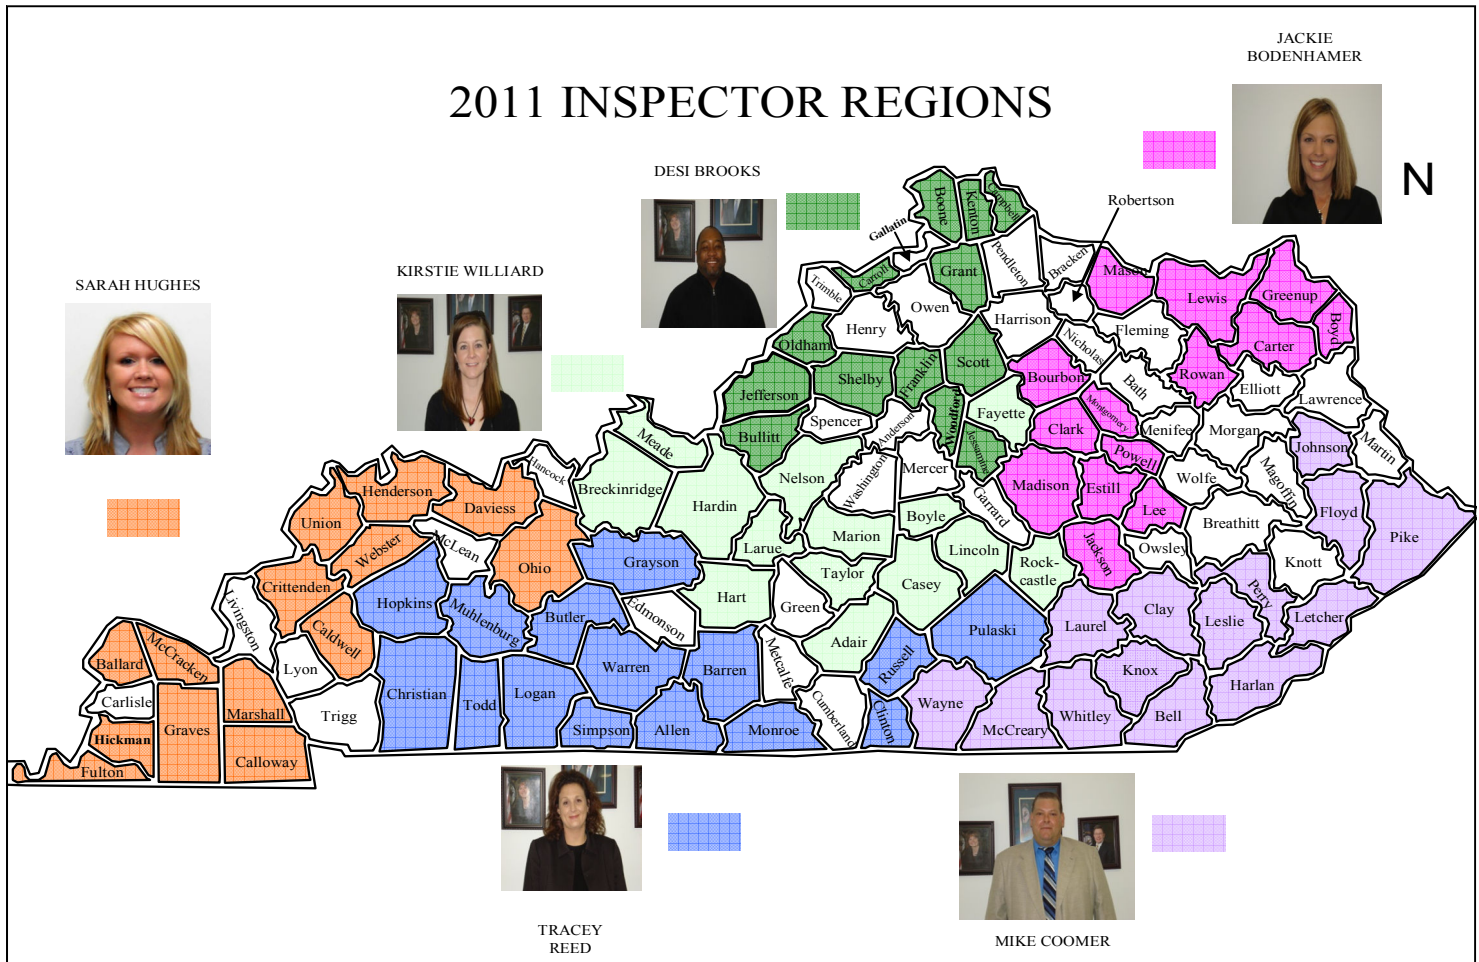 JACKIE
BODENHAMER
2011 INSPECTOR REGIONS
N
DESI BROOKS
Robertson
KIRSTIE WILLIARD
SARAH HUGHES
Boone
Kenton
Campbell
Gallatin
Carroll
Trimble
Grant
Pendleton
Bracken
Mason
Lewis
Greenup
Boyd
Owen
Henry
Harrison
Fleming
Carter
Nicholas
Oldham
Shelby
Franklin
Scott
Bourbon
Bath
Rowan
Elliott
Lawrence
Jefferson
Spencer
Anderson
Woodford
Fayette
Montgomery
Clark
Menifee
Morgan
Johnson
Martin
Bullitt
Jessamine
Powell
Meade
Nelson
Washington
Mercer
Hancock
Breckinridge
Hardin
Garrard
Madison
Estill
Lee
Wolfe
Magoffin
Floyd
Pike
Henderson
Daviess
Union
Webster
McLean
Ohio
Grayson
Larue
Marion
Boyle
Lincoln
Rock-
castle
Jackson
Owsley
Breathitt
Knott
Perry
Letcher
Crittenden
Livingston
Hopkins
Muhlenburg
Butler
Edmonson
Hart
Green
Taylor
Casey
Pulaski
Laurel
Clay
Leslie
Caldwell
Lyon
Adair
Russell
Knox
Harlan
Ballard
McCracken
Carlisle
Hickman
Graves
Marshall
Fulton
Calloway
Trigg
Christian
Todd
Logan
Warren
Simpson
Allen
Barren
Metcalfe
Monroe
Cumberland
Clinton
Wayne
McCreary
Whitley
Bell
TRACEY
REED
MIKE COOMER